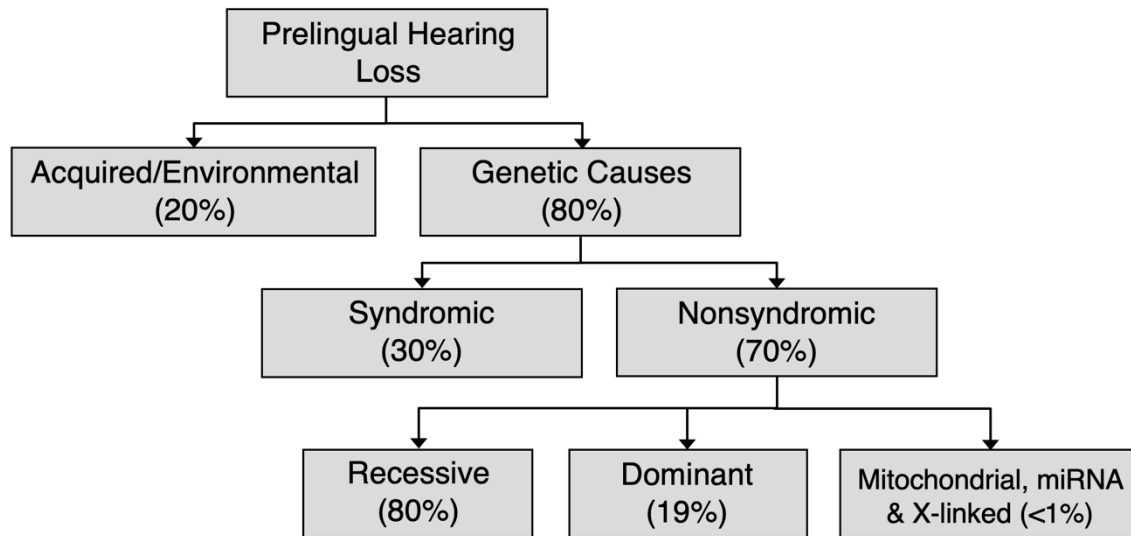 Prelingual Hearing
Loss
Acquired/Environmental
(20%)
Genetic Causes
(80%)
Syndromic
(30%)
Nonsyndromic
(70%)
Recessive
(80%)
Dominant
(19%)
Mitochondrial, miRNA
& X-linked (<1%)